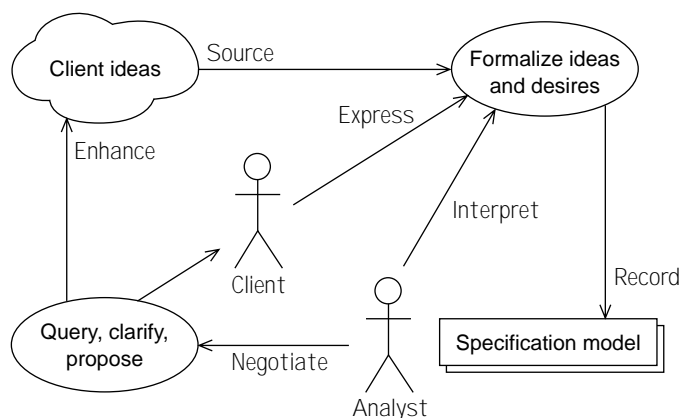 Client ideas
Source
Formalize ideas
and desires
Express
Enhance
Interpret
Client
Record
Query, clarify,
propose
Negotiate
Specification model
Analyst